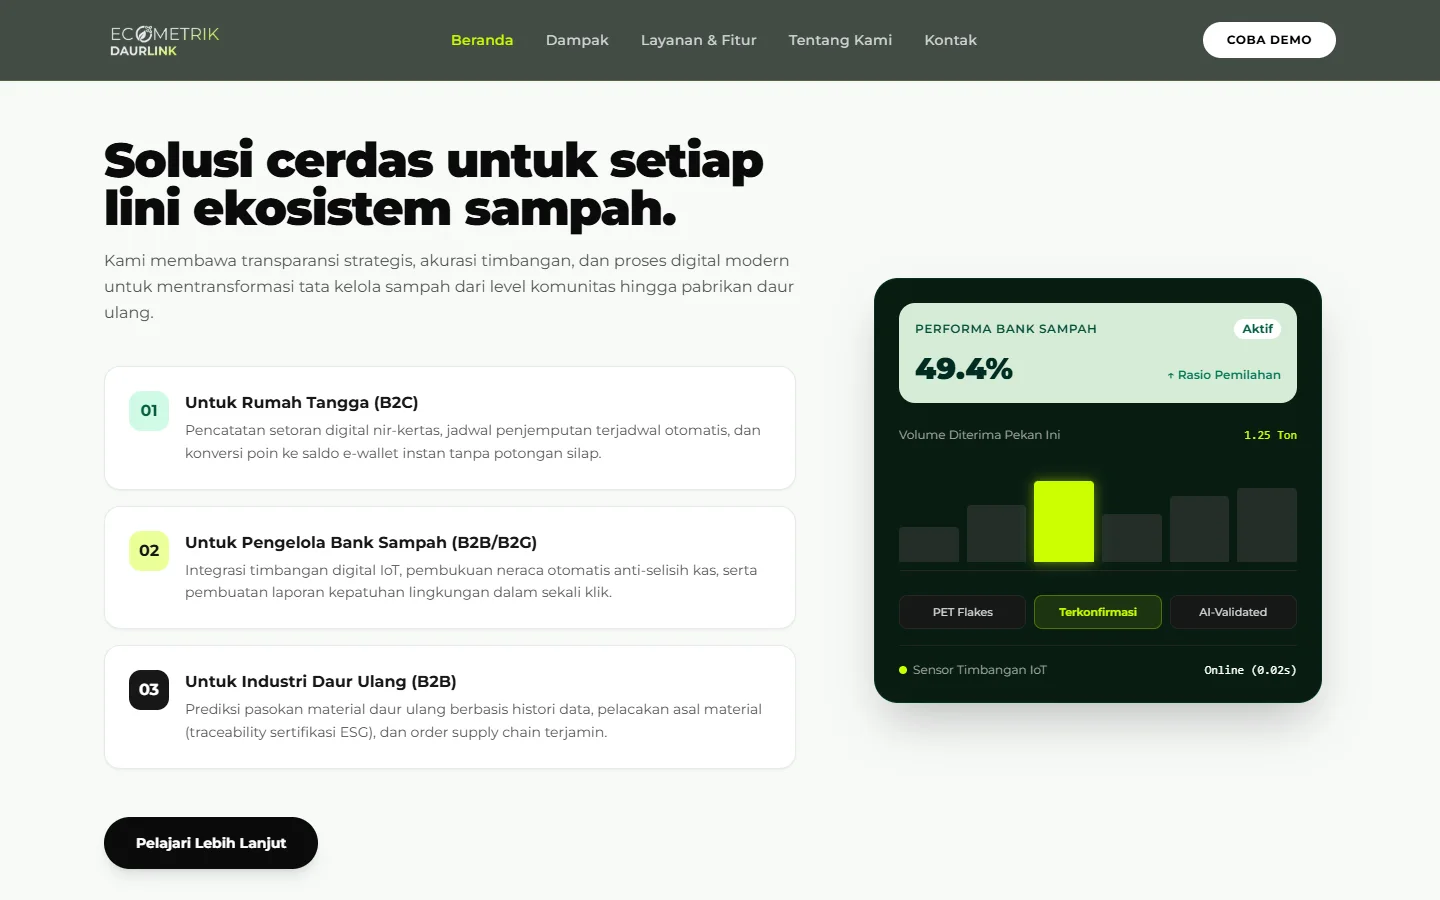 ECOMETRIK
DAURLINK
Beranda
Dampak
Layanan & Fitur
Tentang Kami
Kontak
COBA DEMO
Solusi cerdas untuk setiap
lini ekosistem sampah.
Kami membawa transparansi strategis, akurasi timbangan, dan proses digital modern
untuk mentransformasi tata kelola sampah dari level komunitas hingga pabrikan daur
ulang.
01
Untuk Rumah Tangga (B2C)
Pencatatan setoran digital nir-kertas, jadwal penjemputan terjadwal otomatis, dan
konversi poin ke saldo e-wallet instan tanpa potongan silap.
02
Untuk Pengelola Bank Sampah (B2B/B2G)
Integrasi timbangan digital IoT, pembukuan neraca otomatis anti-selisih kas, serta
pembuatan laporan kepatuhan lingkungan dalam sekali klik.
03
Untuk Industri Daur Ulang (B2B)
Prediksi pasokan material daur ulang berbasis histori data, pelacakan asal material
(traceability sertifikasi ESG), dan order supply chain terjamin.
Pelajari Lebih Lanjut
PERFORMA BANK SAMPAH
Aktif
49.4%
↑ Rasio Pemilahan
Volume Diterima Pekan Ini
1.25 Ton
PET Flakes
Terkonfirmasi
AI-Validated
Sensor Timbangan IoT
Online (0.02s)